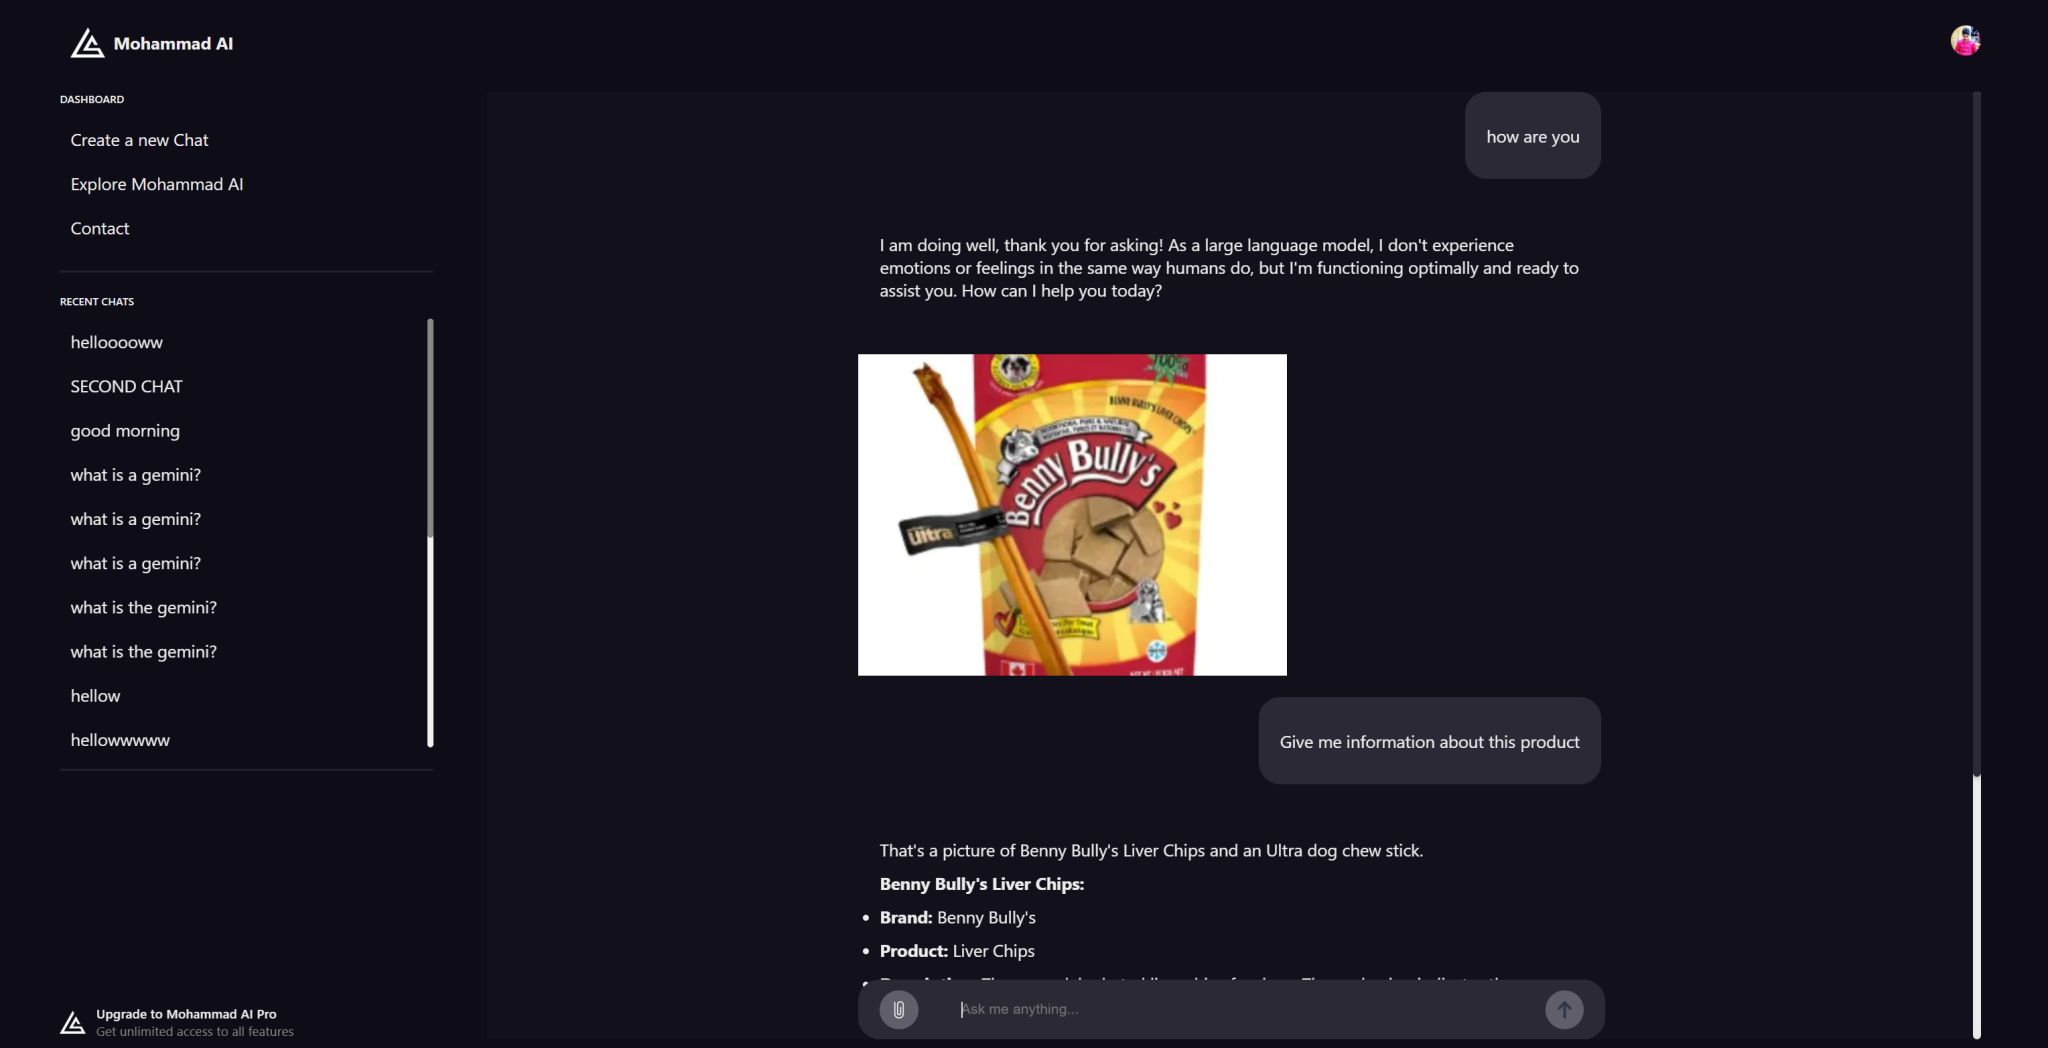 Mohammad AI
DASHBOARD
Create a new Chat
Explore Mohammad AI
Contact
RECENT CHATS
hellooooww
SECOND CHAT
good morning
what is a gemini?
what is a gemini?
what is a gemini?
what is the gemini?
what is the gemini?
hellow
hellowwwww
Upgrade to Mohammad AI Pro
Get unlimited access to all features
how are you
I am doing well, thank you for asking! As a large language model, I don't experience
emotions or feelings in the same way humans do, but I'm functioning optimally and ready to
assist you. How can I help you today?
BENNY BULLY'S LIVER CHIPS
Benny Bully's
Ultra
Give me information about this product
That's a picture of Benny Bully's Liver Chips and an Ultra dog chew stick.
Benny Bully's Liver Chips:
Brand: Benny Bully's
Product: Liver Chips
Ask me anything...